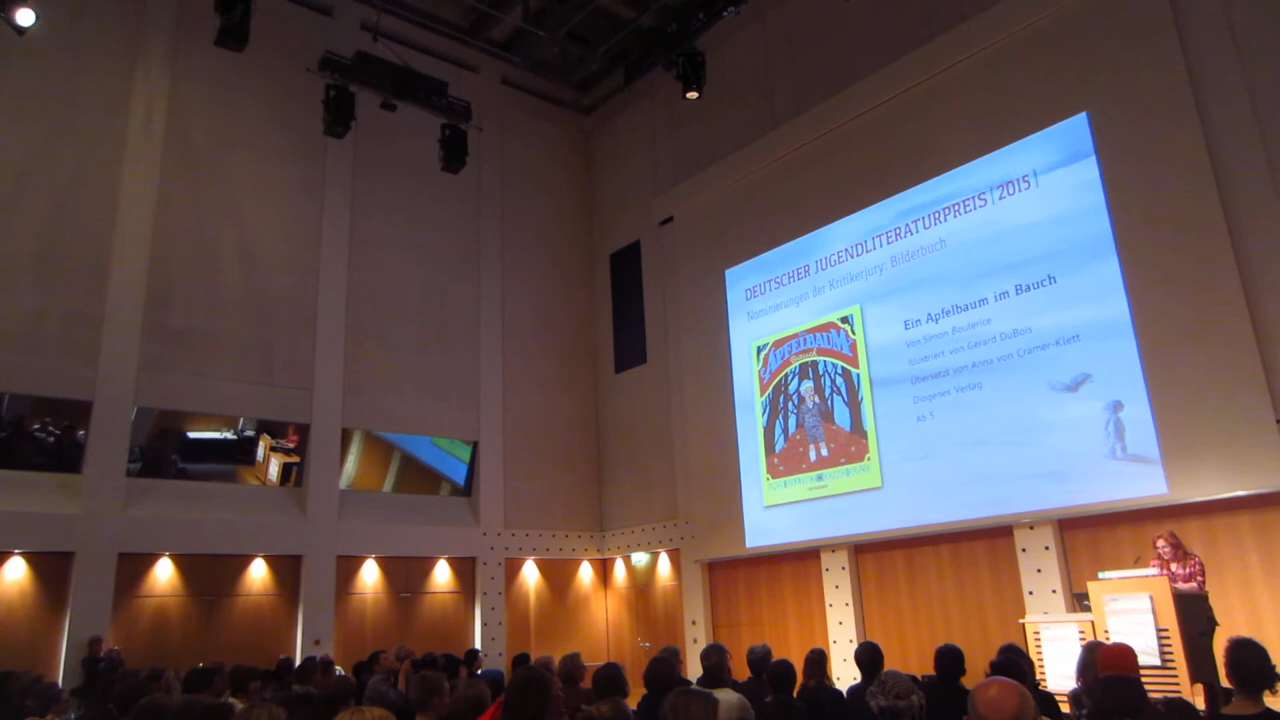 DEUTSCHER JUGENDLITERATURPREIS | 2015 |
Nominierungen der Kritikerjury: Bilderbuch
Ein Apfelbaum im Bauch
Von Simon Boulerice
Illustriert von Gérard DuBois
Übersetzt von Anna von Cramer-Klett
Diogenes Verlag
Ab 5
APFELBAUM
Bauch